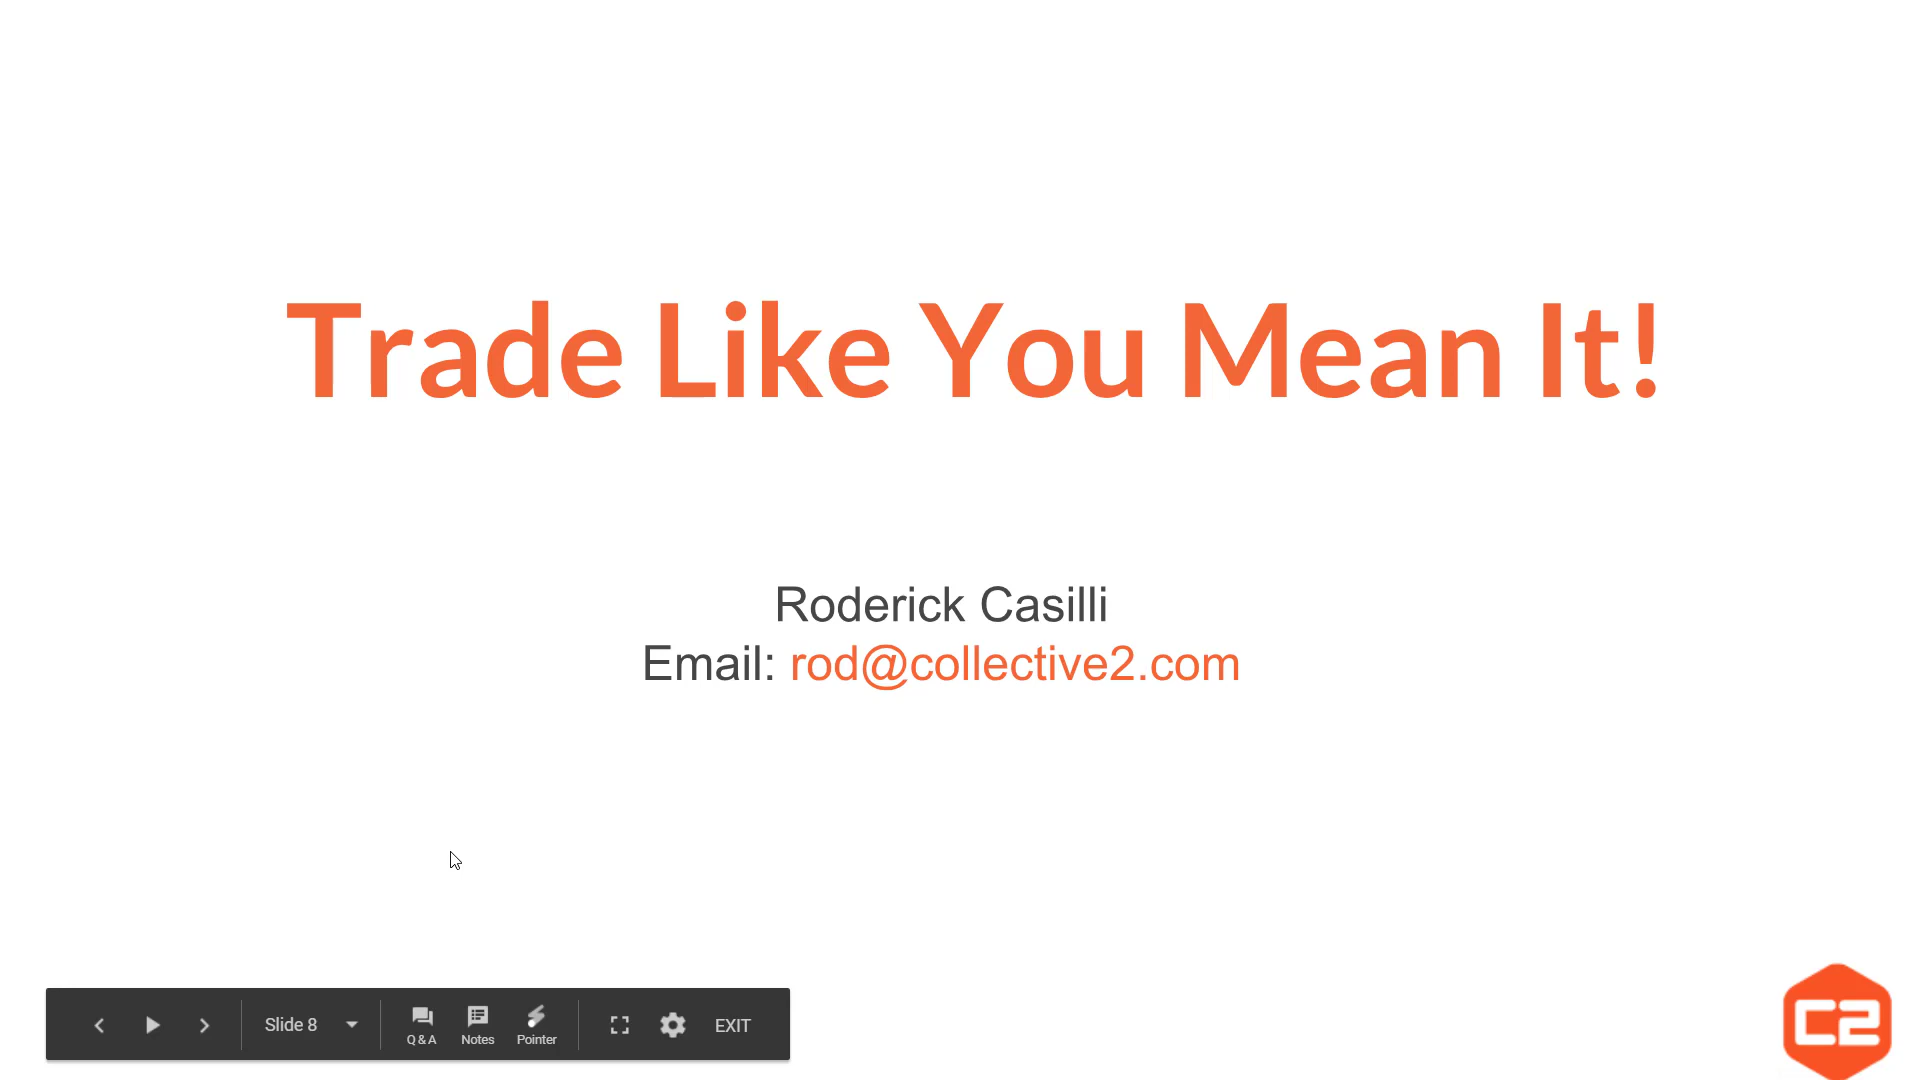 Trade Like You Mean It!
Roderick Casilli
Email: rod@collective2.com
Slide 8
Q & A
Notes
Pointer
EXIT
C2